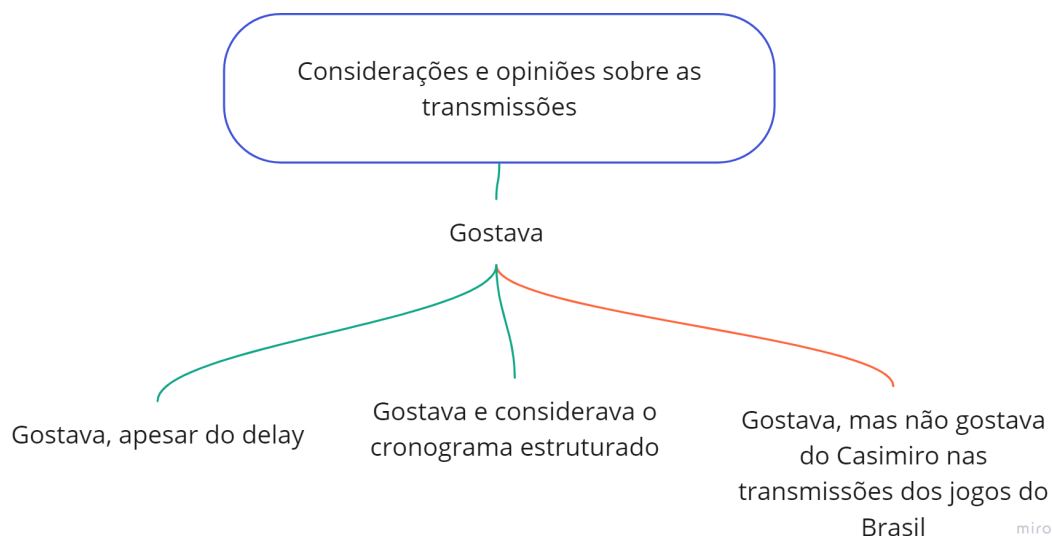 Considerações e opiniões sobre as
transmissões
Gostava
Gostava, apesar do delay
Gostava e considerava o
cronograma estruturado
Gostava, mas não gostava
do Casimiro nas
transmissões dos jogos do
Brasil
miro